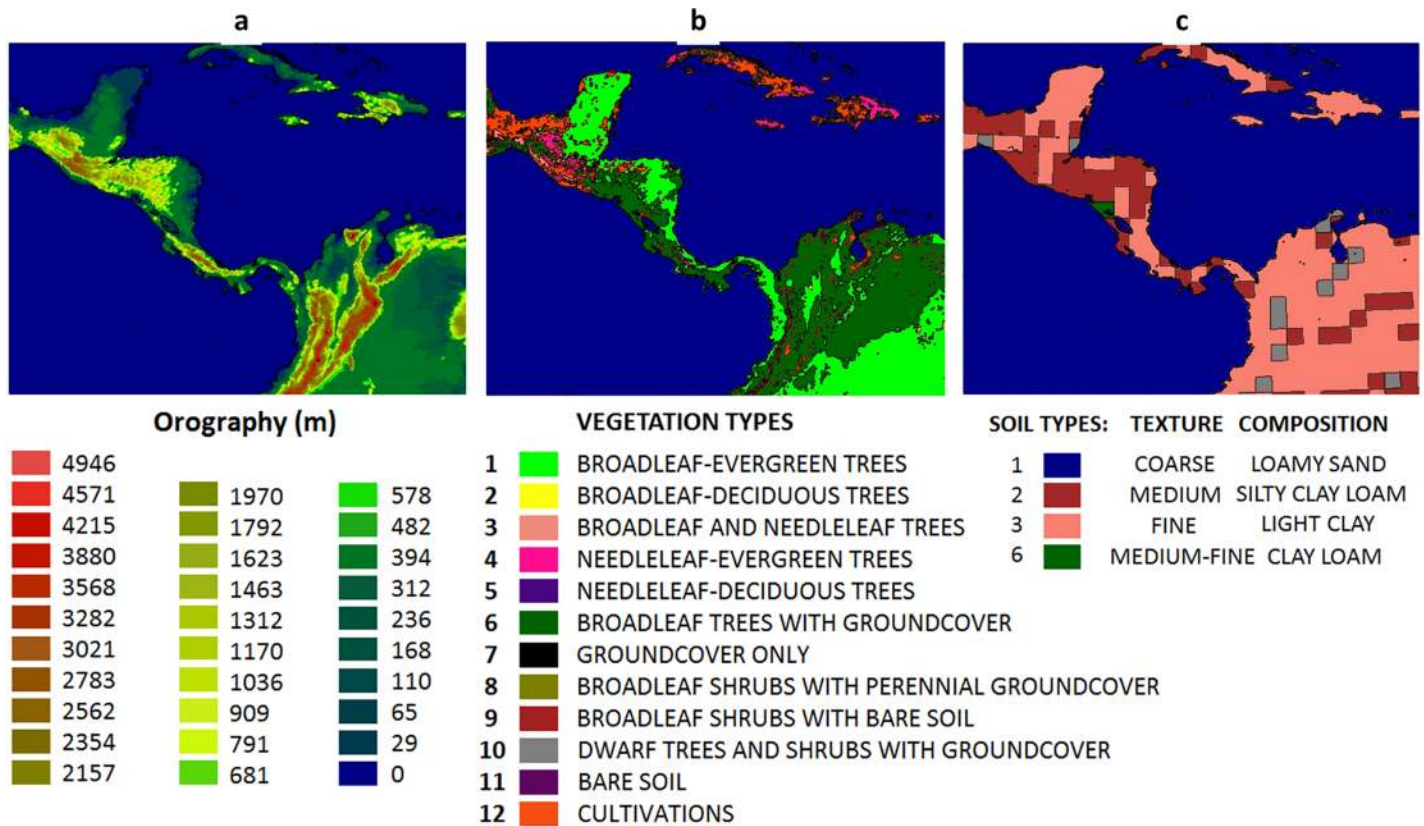 a b c
Orography (m)
4946
4571
4215
3880
3568
3282
3021
2783
2562
2354
2157
1970
1792
1623
1463
1312
1170
1036
909
791
681
578
482
394
312
236
168
110
65
29
0
VEGETATION TYPES
1 BROADLEAF-EVERGREEN TREES
2 BROADLEAF-DECIDUOUS TREES
3 BROADLEAF AND NEEDLELEAF TREES
4 NEEDLELEAF-EVERGREEN TREES
5 NEEDLELEAF-DECIDUOUS TREES
6 BROADLEAF TREES WITH GROUNDCOVER
7 GROUNDCOVER ONLY
8 BROADLEAF SHRUBS WITH PERENNIAL GROUNDCOVER
9 BROADLEAF SHRUBS WITH BARE SOIL
10 DWARF TREES AND SHRUBS WITH GROUNDCOVER
11 BARE SOIL
12 CULTIVATIONS
SOIL TYPES: TEXTURE COMPOSITION
1 COARSE LOAMY SAND
2 MEDIUM SILTY CLAY LOAM
3 FINE LIGHT CLAY
6 MEDIUM-FINE CLAY LOAM